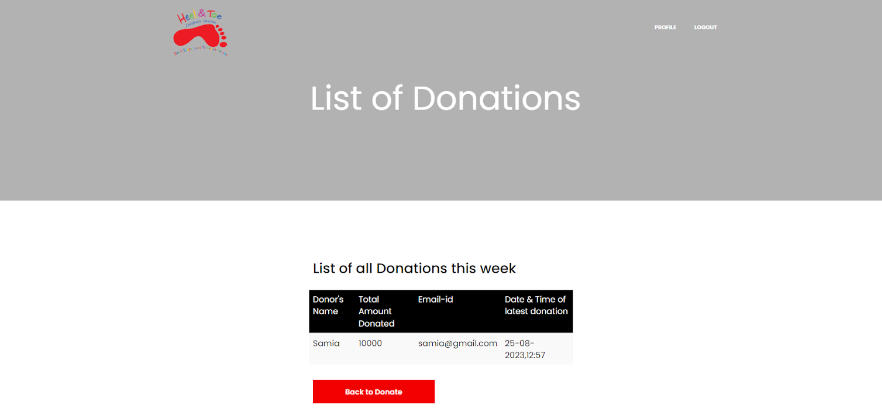 Heel & Toe
PROFILE LOGOUT
List of Donations
List of all Donations this week
Donor's Name Total Amount Donated Email-id Date & Time of latest donation
Samia 10000 samia@gmail.com 25-08-2023,12:57
Back to Donate